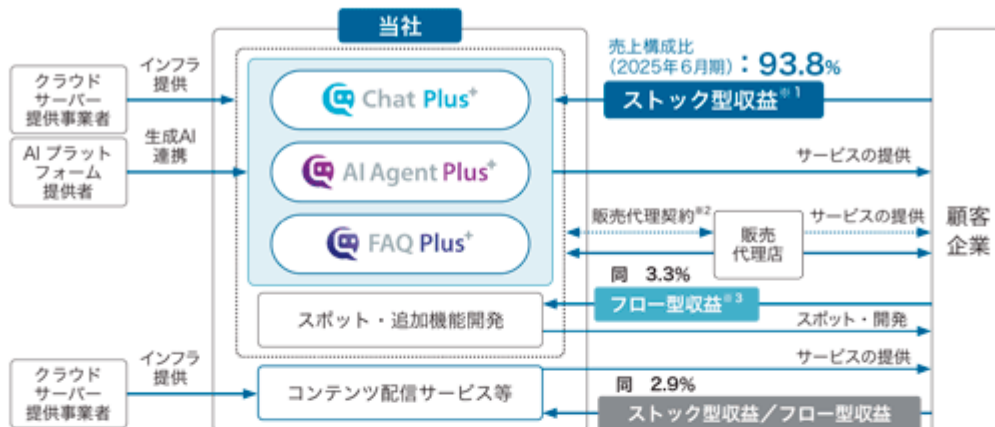 当社
売上構成比
(2025年6月期):93.8%
ストック型収益※1
クラウド
サーバー
提供事業者
インフラ
提供
Chat Plus+
生成AI
連携
AI プラット
フォーム
提供者
AI Agent Plus+
サービスの提供
FAQ Plus+
販売代理契約※2
販売
代理店
サービスの提供
顧客
企業
同 3.3%
フロー型収益※3
スポット・追加機能開発
スポット・開発
クラウド
サーバー
提供事業者
インフラ
提供
コンテンツ配信サービス等
サービスの提供
同 2.9%
ストック型収益/フロー型収益